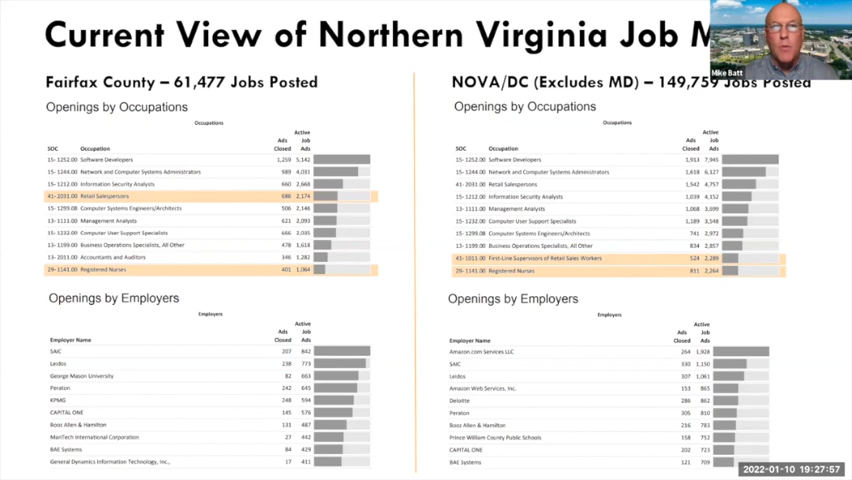 Current View of Northern Virginia Job M
Mike Batt
Fairfax County – 61,477 Jobs Posted
Openings by Occupations
Occupations
SOC Occupation Ads Closed Active Job Ads
15-1252.00 Software Developers 1,259 5,142
15-1244.00 Network and Computer Systems Administrators 989 4,031
15-1212.00 Information Security Analysts 660 2,668
41-2031.00 Retail Salespersons 686 2,174
15-1299.08 Computer Systems Engineers/Architects 506 2,146
13-1111.00 Management Analysts 621 2,093
15-1232.00 Computer User Support Specialists 666 2,035
13-1199.00 Business Operations Specialists, All Other 478 1,618
13-2011.00 Accountants and Auditors 346 1,282
29-1141.00 Registered Nurses 401 1,064
Openings by Employers
Employers
Employer Name Ads Closed Active Job Ads
SAIC 207 842
Leidos 238 773
George Mason University 82 663
Peraton 242 645
KPMG 248 594
CAPITAL ONE 145 576
Booz Allen & Hamilton 131 487
MariTech International Corporation 27 442
BAE Systems 84 429
General Dynamics Information Technology, Inc., 17 411
NOVA/DC (Excludes MD) – 149,759 Jobs Posted
Openings by Occupations
Occupations
SOC Occupation Ads Closed Active Job Ads
15-1252.00 Software Developers 1,913 7,945
15-1244.00 Network and Computer Systems Administrators 1,618 6,127
41-2031.00 Retail Salespersons 1,542 4,757
15-1212.00 Information Security Analysts 1,039 4,152
13-1111.00 Management Analysts 1,068 3,699
15-1232.00 Computer User Support Specialists 1,189 3,548
15-1299.08 Computer Systems Engineers/Architects 741 2,972
13-1199.00 Business Operations Specialists, All Other 834 2,857
41-1011.00 First-Line Supervisors of Retail Sales Workers 524 2,289
29-1141.00 Registered Nurses 811 2,264
Openings by Employers
Employers
Employer Name Ads Closed Active Job Ads
Amazon.com Services LLC 264 1,928
SAIC 330 1,150
Leidos 307 1,061
Amazon Web Services, Inc. 153 865
Deloitte 286 862
Peraton 305 810
Booz Allen & Hamilton 216 783
Prince William County Public Schools 158 752
CAPITAL ONE 202 723
BAE Systems 121 709
2022-01-10 19:27:57